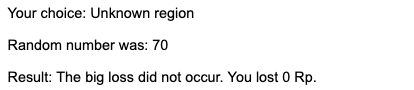 Your choice: Unknown region
Random number was: 70
Result: The big loss did not occur. You lost 0 Rp.